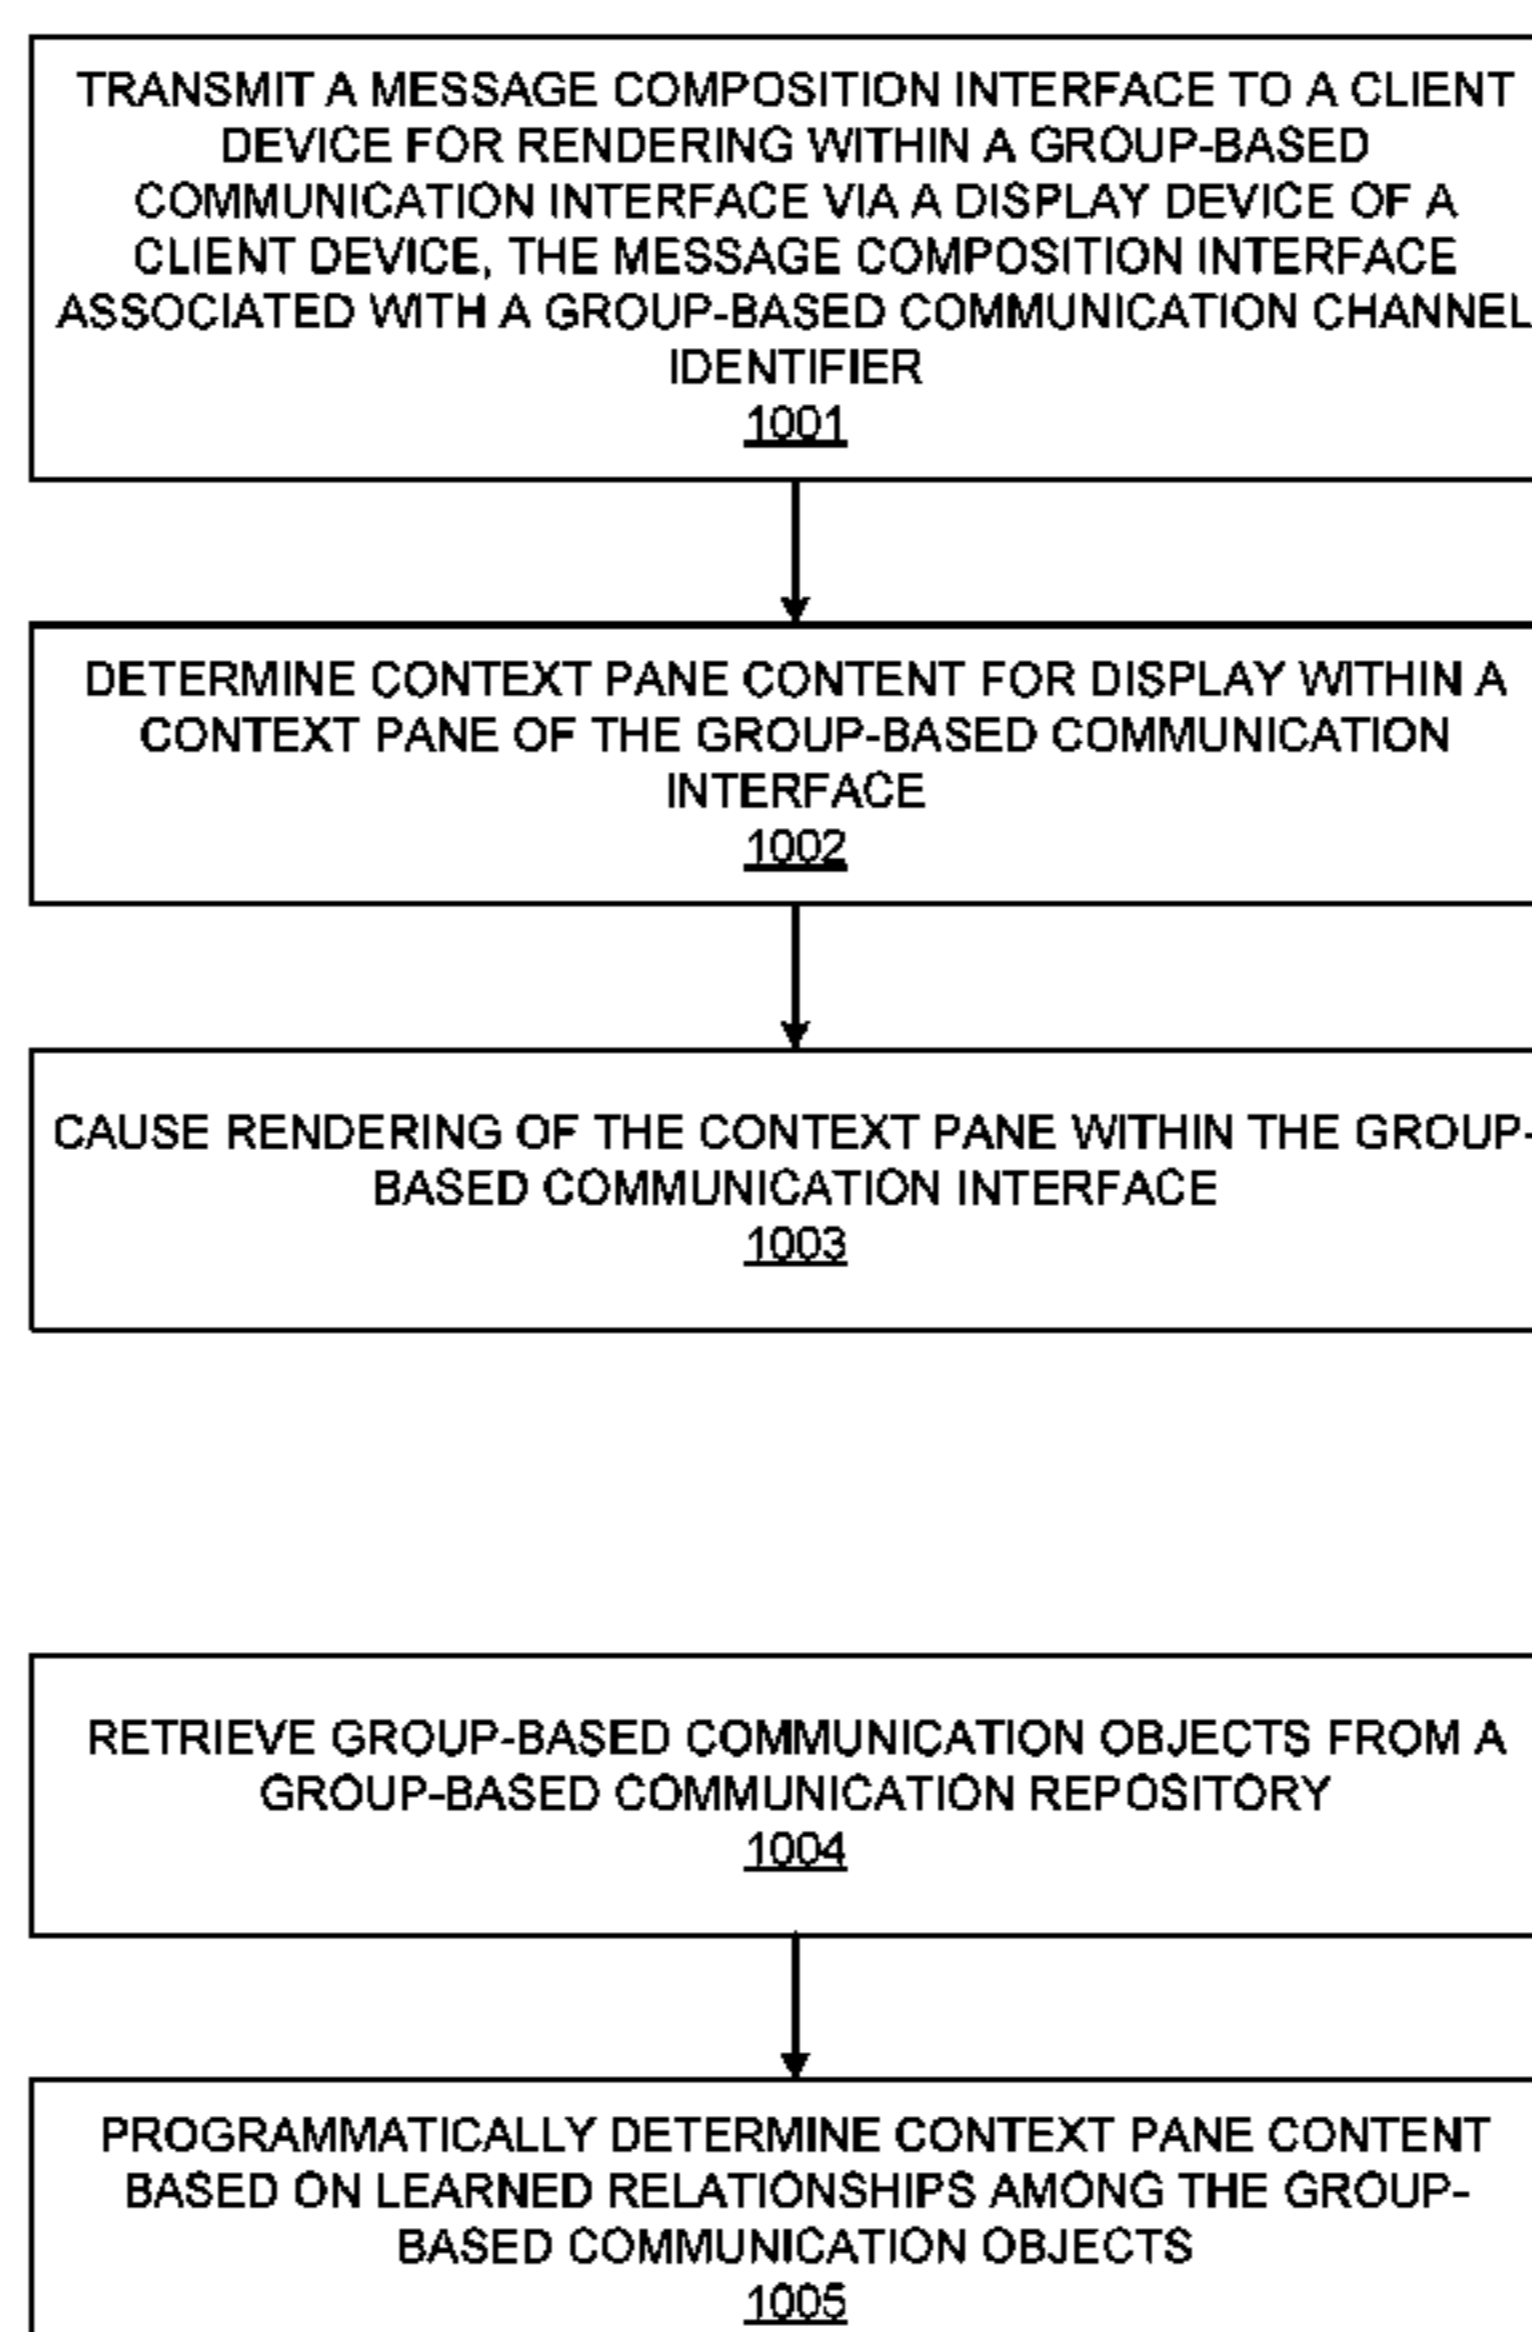 TRANSMIT A MESSAGE COMPOSITION INTERFACE TO A CLIENT
DEVICE FOR RENDERING WITHIN A GROUP-BASED
COMMUNICATION INTERFACE VIA A DISPLAY DEVICE OF A
CLIENT DEVICE, THE MESSAGE COMPOSITION INTERFACE
ASSOCIATED WITH A GROUP-BASED COMMUNICATION CHANNEL
IDENTIFIER
1001
DETERMINE CONTEXT PANE CONTENT FOR DISPLAY WITHIN A
CONTEXT PANE OF THE GROUP-BASED COMMUNICATION
INTERFACE
1002
CAUSE RENDERING OF THE CONTEXT PANE WITHIN THE GROUP-
BASED COMMUNICATION INTERFACE
1003
RETRIEVE GROUP-BASED COMMUNICATION OBJECTS FROM A
GROUP-BASED COMMUNICATION REPOSITORY
1004
PROGRAMMATICALLY DETERMINE CONTEXT PANE CONTENT
BASED ON LEARNED RELATIONSHIPS AMONG THE GROUP-
BASED COMMUNICATION OBJECTS
1005